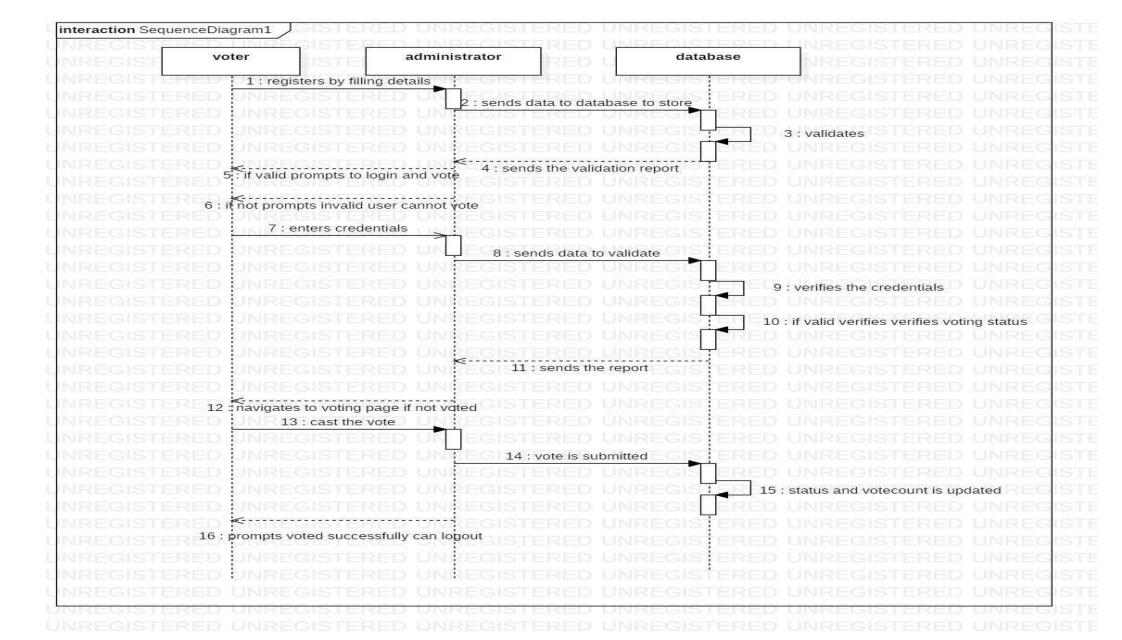 interaction SequenceDiagram1
voter
administrator
database
1 : registers by filling details
2 : sends data to database to store
3 : validates
4 : sends the validation report
5 : if valid prompts to login and vote
6 : if not prompts invalid user cannot vote
7 : enters credentials
8 : sends data to validate
9 : verifies the credentials
10 : if valid verifies verifies voting status
11 : sends the report
12 : navigates to voting page if not voted
13 : cast the vote
14 : vote is submitted
15 : status and votecount is updated
16 : prompts voted successfully can logout
UNREGISTERED